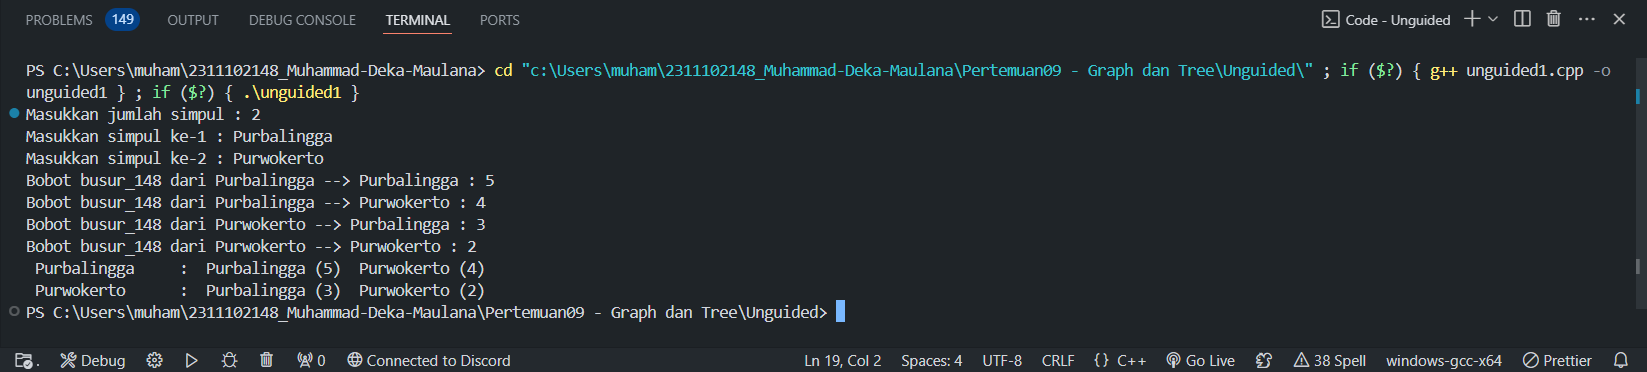 PROBLEMS 149 OUTPUT DEBUG CONSOLE TERMINAL PORTS Code - Unguided
PS C:\Users\muham\2311102148_Muhammad-Deka-Maulana> cd "c:\Users\muham\2311102148_Muhammad-Deka-Maulana\Pertemuan09 - Graph dan Tree\Unguided\" ; if ($?) { g++ unguided1.cpp -o
unguided1 } ; if ($?) { .\unguided1 }
Masukkan jumlah simpul : 2
Masukkan simpul ke-1 : Purbalingga
Masukkan simpul ke-2 : Purwokerto
Bobot busur_148 dari Purbalingga --> Purbalingga : 5
Bobot busur_148 dari Purbalingga --> Purwokerto : 4
Bobot busur_148 dari Purwokerto --> Purbalingga : 3
Bobot busur_148 dari Purwokerto --> Purwokerto : 2
Purbalingga     :  Purbalingga (5)  Purwokerto (4)
Purwokerto      :  Purbalingga (3)  Purwokerto (2)
PS C:\Users\muham\2311102148_Muhammad-Deka-Maulana\Pertemuan09 - Graph dan Tree\Unguided>
Debug 0 Connected to Discord Ln 19, Col 2 Spaces: 4 UTF-8 CRLF {} C++ Go Live 38 Spell windows-gcc-x64 Prettier